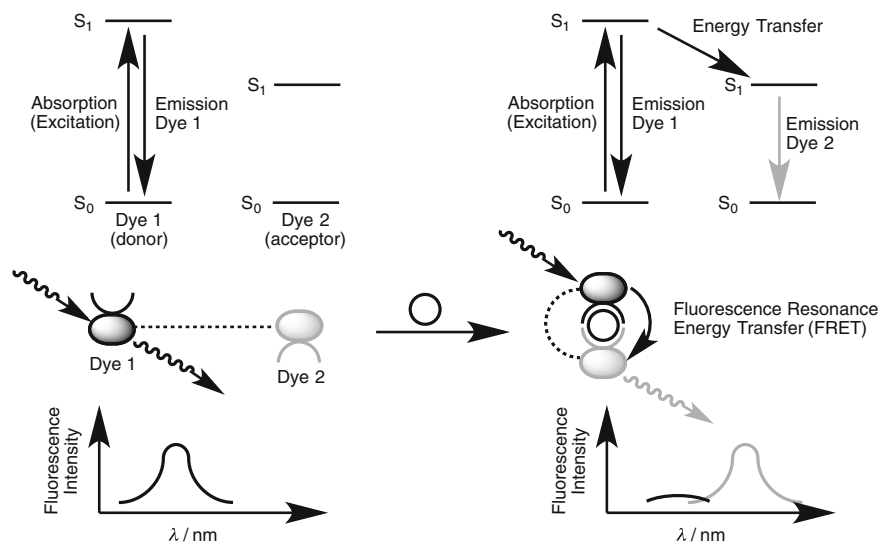 S1
Absorption
(Excitation)
Emission
Dye 1
S1
S0
Dye 1
(donor)
S0
Dye 2
(acceptor)
S1
Energy Transfer
Absorption
(Excitation)
Emission
Dye 1
S1
Emission
Dye 2
S0
Dye 1
Dye 2
Fluorescence Resonance
Energy Transfer (FRET)
Fluorescence
Intensity
λ / nm
Fluorescence
Intensity
λ / nm